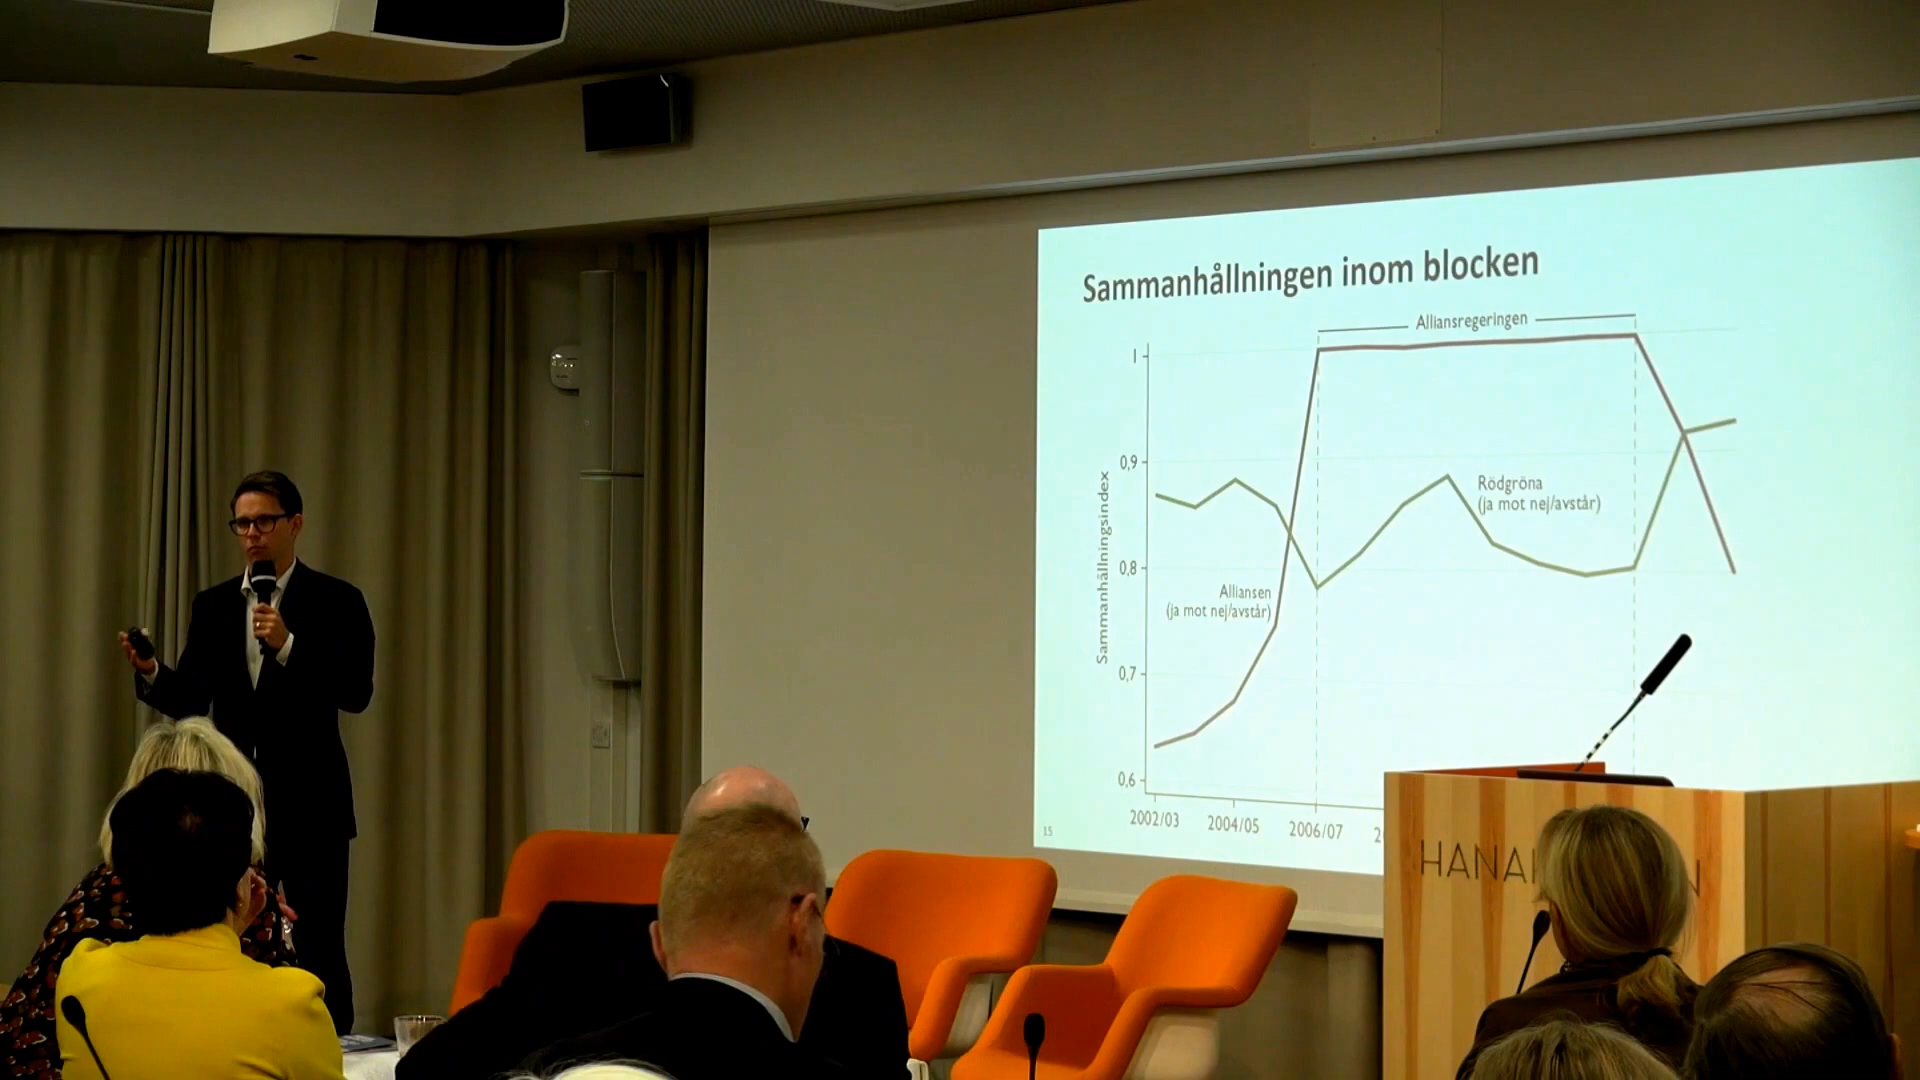 Sammanhållningen inom blocken
Alliansregeringen
1
0,9
0,8
0,7
0,6
Sammanhållningsindex
Rödgröna
(ja mot nej/avstår)
Alliansen
(ja mot nej/avstår)
2002/03 2004/05 2006/07
15